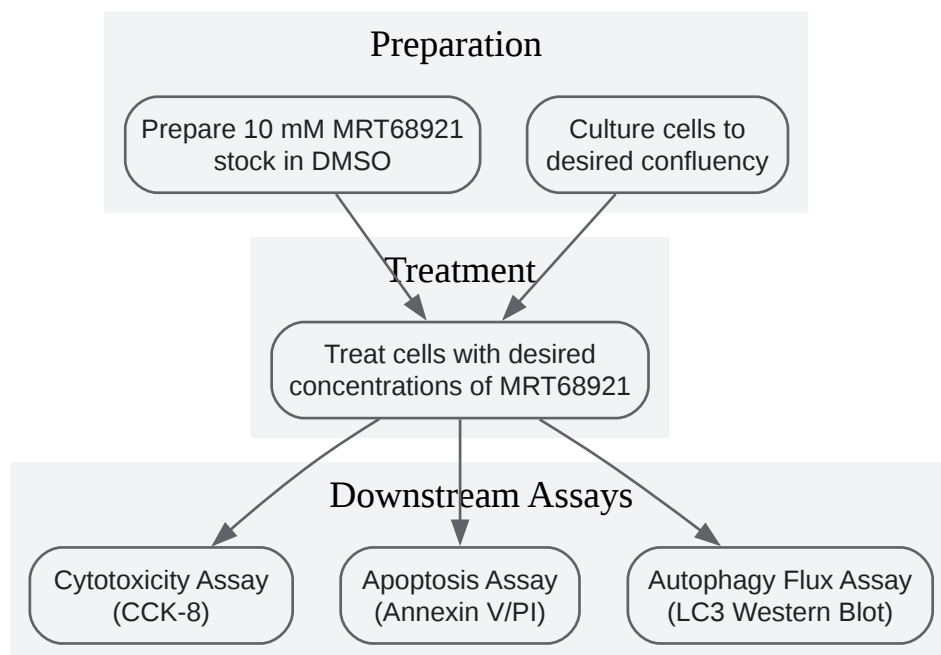 Preparation
Prepare 10 mM MRT68921
stock in DMSO
Culture cells to
desired confluency
Treatment
Treat cells with desired
concentrations of MRT68921
Downstream Assays
Cytotoxicity Assay
(CCK-8)
Apoptosis Assay
(Annexin V/PI)
Autophagy Flux Assay
(LC3 Western Blot)